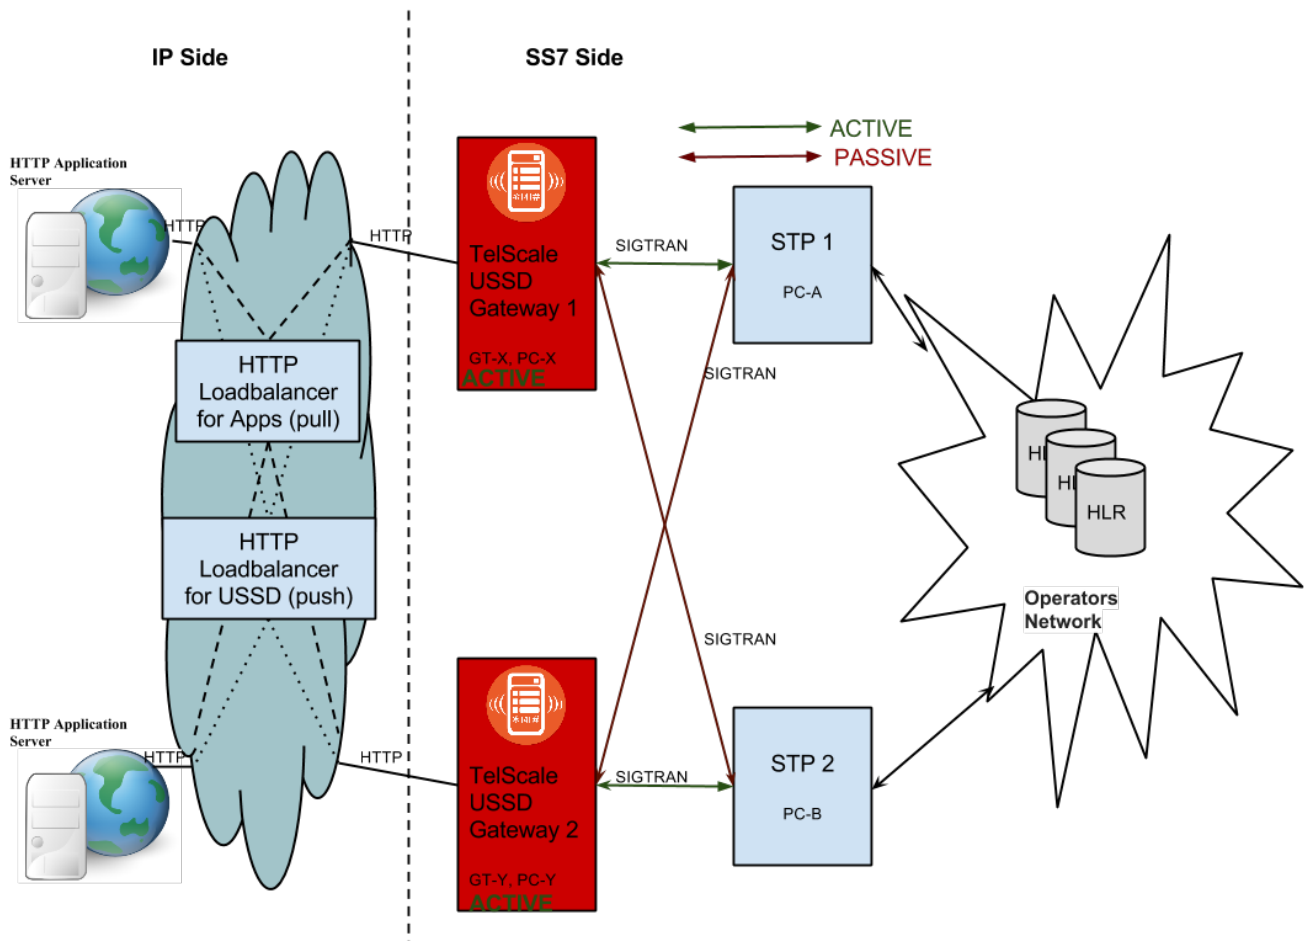 IP Side
SS7 Side
ACTIVE
PASSIVE
HTTP Application
Server
HTTP
HTTP
*!4!#
TelScale
USSD
Gateway 1
GT-X, PC-X
ACTIVE
SIGTRAN
STP 1
PC-A
HTTP
Loadbalancer
for Apps (pull)
SIGTRAN
HTTP
Loadbalancer
for USSD (push)
HLR
Operators
Network
SIGTRAN
HTTP Application
Server
HTTP
HTTP
TelScale
USSD
Gateway 2
GT-Y, PC-Y
ACTIVE
SIGTRAN
STP 2
PC-B